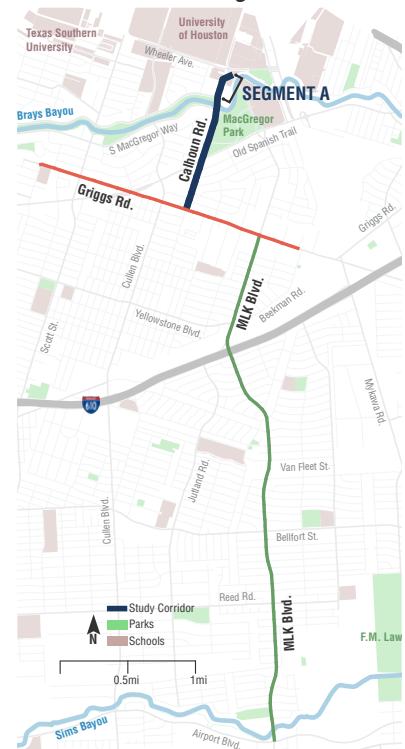 University
of Houston
Texas Southern
University
Wheeler Ave.
SEGMENT A
Brays Bayou
MacGregor
Park
S MacGregor Way
Calhoun Rd.
Old Spanish Trail
Griggs Rd.
Griggs Rd.
Cullen Blvd.
MLK Blvd.
Beekman Rd.
Scott St.
Yellowstone Blvd.
610
Mykawa Rd.
Jutland Rd.
Van Fleet St.
Cullen Blvd.
Bellfort St.
Reed Rd.
Study Corridor
Parks
N
Schools
MLK Blvd.
F.M. Law
0.5mi
1mi
Sims Bayou
Airport Blvd.